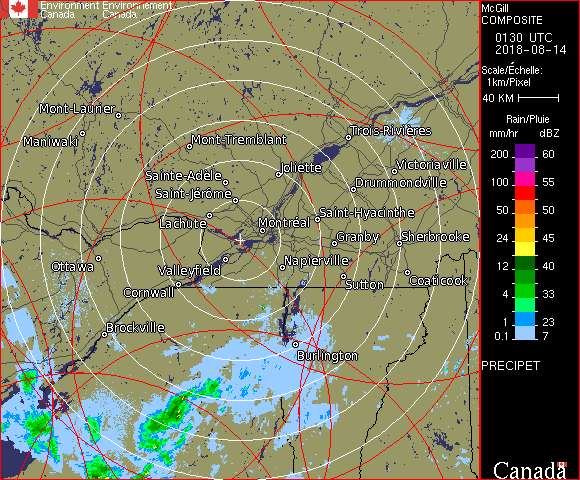 Environment Environnement
Canada Canada
McGill
COMPOSITE
0130 UTC
2018-08-14
Scale/Échelle:
1km/Pixel
40 KM
Rain/Pluie
mm/hr dBZ
200 60
100 55
50 50
24 45
12 40
4 33
1 23
0.1 7
PRECIPET
Canada
Mont-Laurier
Maniwaki
Mont-Tremblant
Trois-Rivières
Sainte-Adèle
Joliette
Victoriaville
Saint-Jérôme
Drummondville
Lachute
Montréal
Saint-Hyacinthe
Granby
Sherbrooke
Ottawa
Valleyfield
Napierville
Cornwall
Sutton
Coaticook
Brockville
Burlington